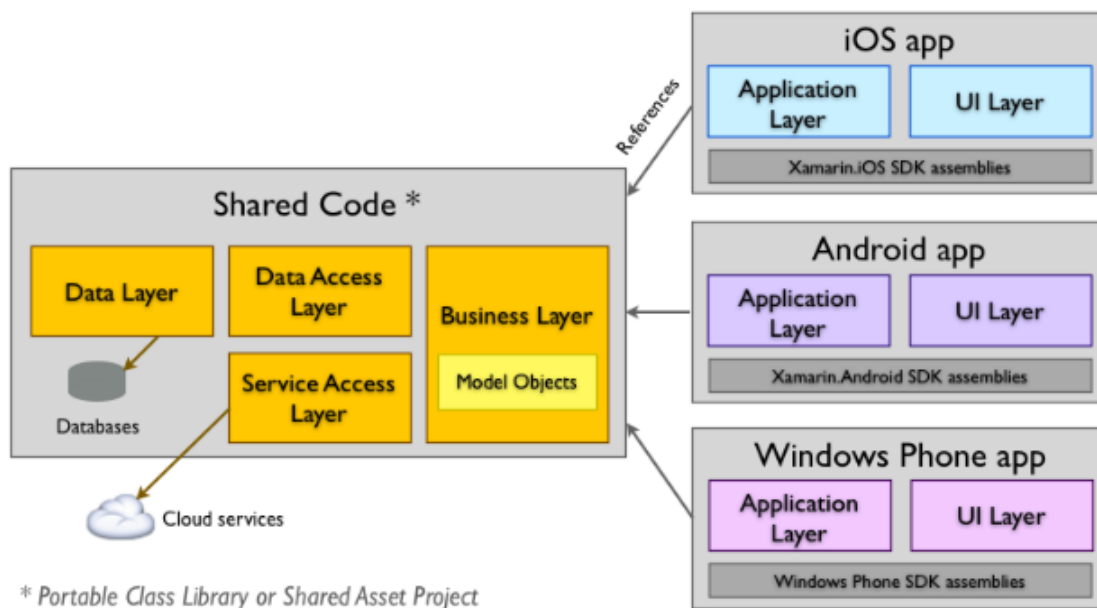 iOS app
Application
Layer
UI Layer
Xamarin.iOS SDK assemblies
References
Shared Code *
Data Layer
Data Access
Layer
Business Layer
Model Objects
Service Access
Layer
Databases
Cloud services
Android app
Application
Layer
UI Layer
Xamarin.Android SDK assemblies
Windows Phone app
Application
Layer
UI Layer
Windows Phone SDK assemblies
* Portable Class Library or Shared Asset Project